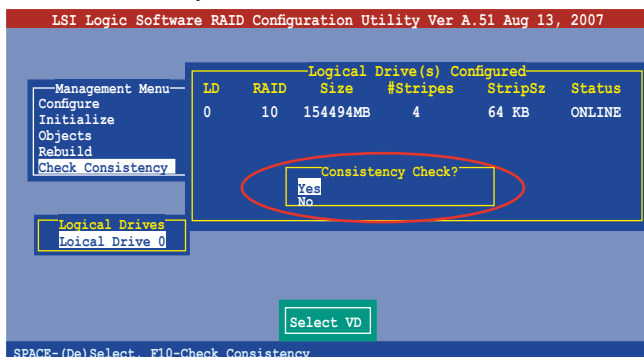 LSI Logic Software RAID Configuration Utility Ver A.51 Aug 13, 2007
Logical Drive(s) Configured
LD RAID Size #Stripes StripSz Status
0 10 154494MB 4 64 KB ONLINE
Management Menu
Configure
Initialize
Objects
Rebuild
Check Consistency
Consistency Check?
Yes
No
Logical Drives
Loical Drive 0
Select VD
SPACE-(De)Select, F10-Check Consistency